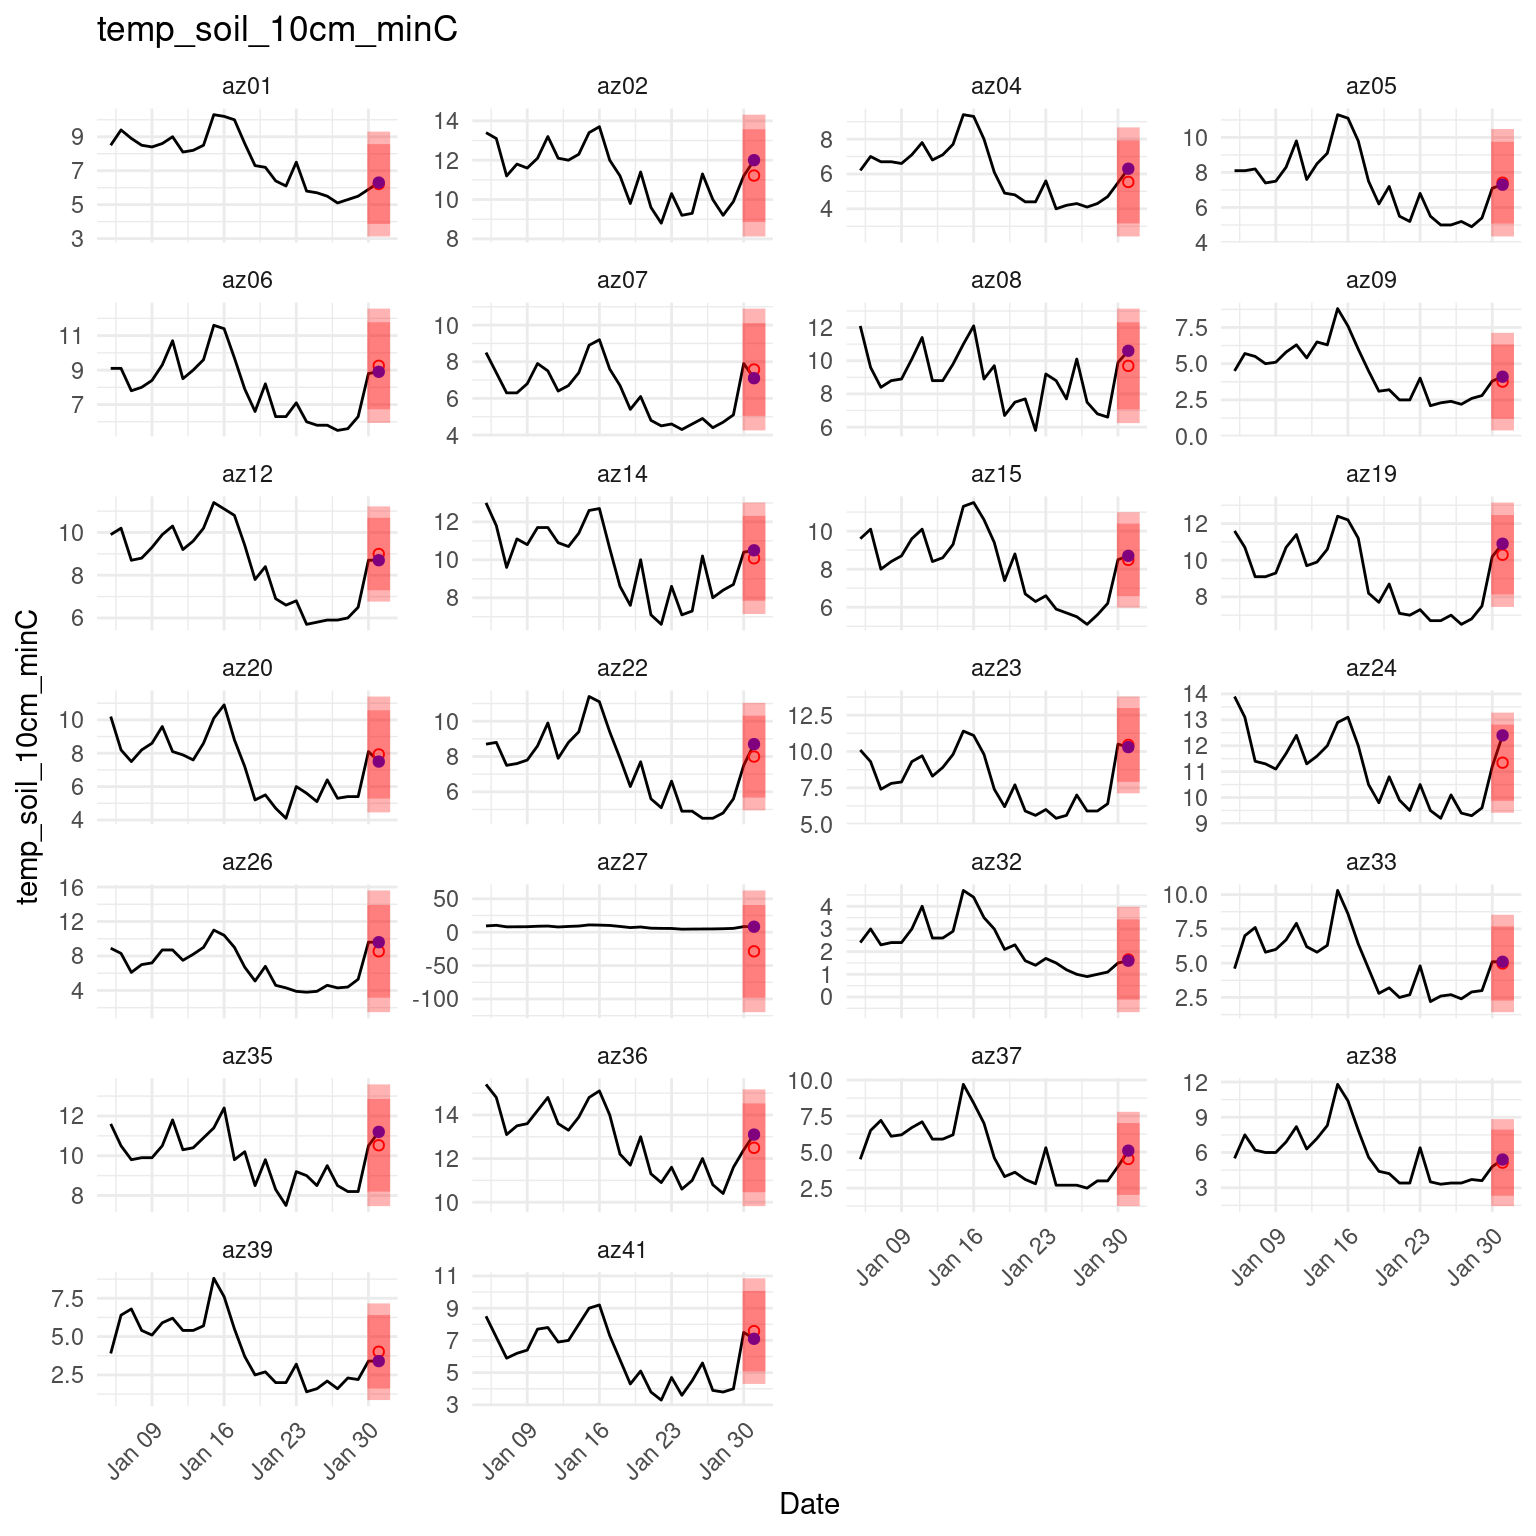 temp_soil_10cm_minC
az01 az02 az04 az05
9 7 5 3
14 12 10 8
8 6 4
10 8 6 4
az06 az07 az08 az09
11 9 7
10 8 6 4
12 10 8 6
7.5 5.0 2.5 0.0
az12 az14 az15 az19
10 8 6
12 10 8
10 8 6
12 10 8
az20 az22 az23 az24
10 8 6 4
10 8 6
12.5 10.0 7.5 5.0
14 13 12 11 10 9
az26 az27 az32 az33
16 12 8 4
50 0 -50 -100
4 3 2 1 0
10.0 7.5 5.0 2.5
az35 az36 az37 az38
12 10 8
14 12 10
10.0 7.5 5.0 2.5
12 9 6 3
Jan 09 Jan 16 Jan 23 Jan 30
Jan 09 Jan 16 Jan 23 Jan 30
az39 az41
7.5 5.0 2.5
11 9 7 5 3
Jan 09 Jan 16 Jan 23 Jan 30
Jan 09 Jan 16 Jan 23 Jan 30
temp_soil_10cm_minC
Date